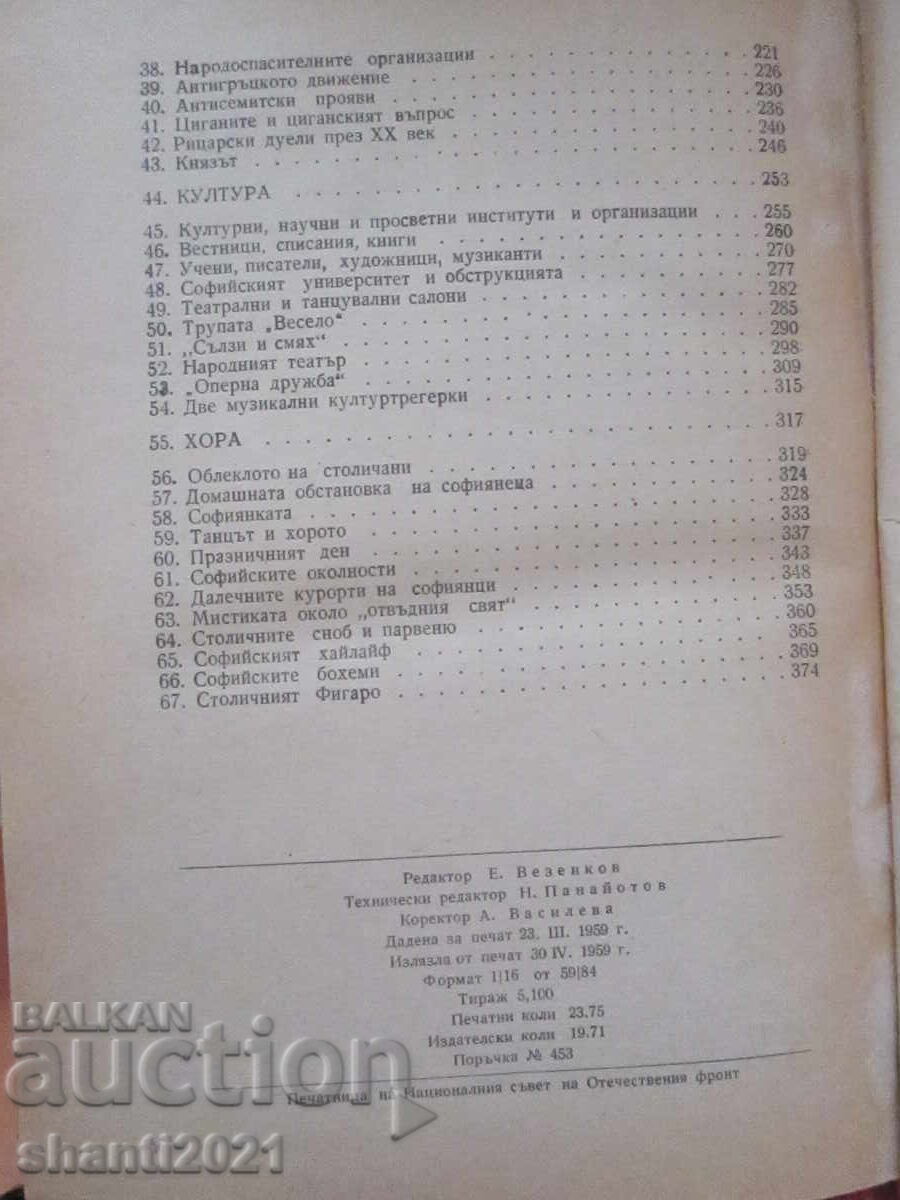 38. Народоспасителните организации . . . 221
39. Антигръцкото движение . . . 226
40. Антисемитски прояви . . . 230
41. Циганите и циганският въпрос . . . 236
42. Рицарски дуели през XX век . . . 240
43. Князът . . . 246
44. КУЛТУРА . . . 253
45. Културни, научни и просветни институти и организации . . . 255
46. Вестници, списания, книги . . . 260
47. Учени, писатели, художници, музиканти . . . 270
48. Софийският университет и обструкцията . . . 277
49. Театрални и танцувални салони . . . 282
50. Трупата „Весело“ . . . 285
51. „Сълзи и смях“ . . . 290
52. Народният театър . . . 298
53. „Оперна дружба“ . . . 309
54. Две музикални културтрегерки . . . 315
55. ХОРА . . . 317
56. Облеклото на столичани . . . 319
57. Домашната обстановка на софиянеца . . . 324
58. Софиянката . . . 328
59. Танцът и хорото . . . 333
60. Празничният ден . . . 337
61. Софийските околности . . . 343
62. Далечните курорти на софиянци . . . 348
63. Мистиката около „отвъдния свят“ . . . 353
64. Столичните сноб и парвеню . . . 360
65. Софийският хайлайф . . . 365
66. Софийските бохеми . . . 369
67. Столичният Фигаро . . . 374
Редактор Е. Везенков
Технически редактор Н. Панайотов
Коректор А. Василева
Дадена за печат 23. III. 1959 г.
Излязла от печат 30 IV. 1959 г.
Формат 1|16 от 59|84
Тираж 5,100
Печатни коли 23.75
Издателски коли 19.71
Поръчка № 453
Печатница на Националния съвет на Отечествения фронт
BALKAN
auction
shanti2021